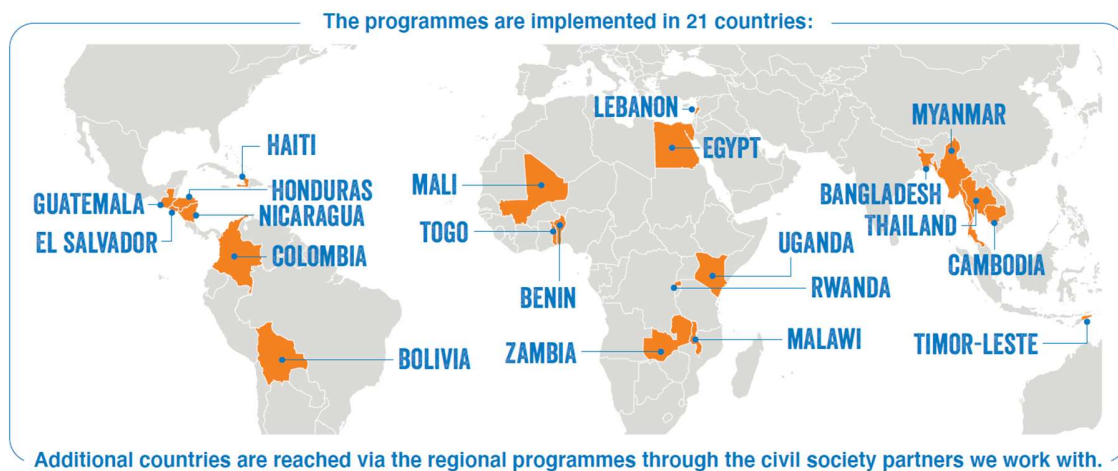 The programmes are implemented in 21 countries:
LEBANON
MYANMAR
HAITI
EGYPT
MALI
HONDURAS
BANGLADESH
GUATEMALA
NICARAGUA
THAILAND
TOGO
UGANDA
EL SALVADOR
COLOMBIA
CAMBODIA
BENIN
RWANDA
MALAWI
TIMOR-LESTE
ZAMBIA
BOLIVIA
Additional countries are reached via the regional programmes through the civil society partners we work with.